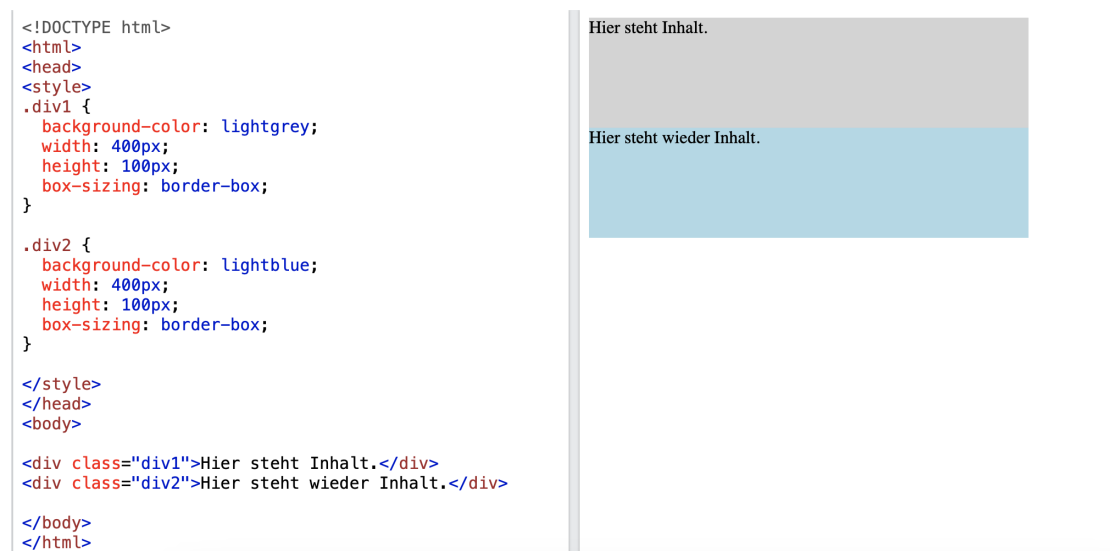 <!DOCTYPE html>
<html>
<head>
<style>
.div1 {
  background-color: lightgrey;
  width: 400px;
  height: 100px;
  box-sizing: border-box;
}

.div2 {
  background-color: lightblue;
  width: 400px;
  height: 100px;
  box-sizing: border-box;
}

</style>
</head>
<body>

<div class="div1">Hier steht Inhalt.</div>
<div class="div2">Hier steht wieder Inhalt.</div>

</body>
</html>
Hier steht Inhalt.
Hier steht wieder Inhalt.